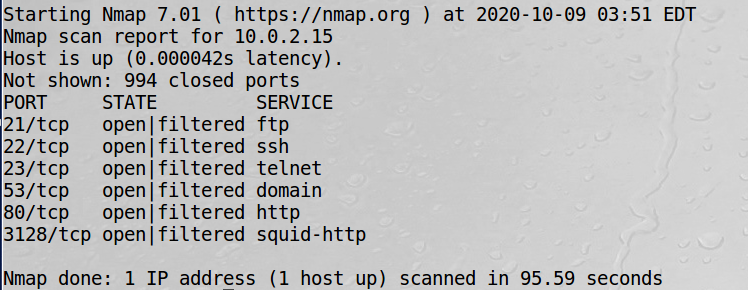 Starting Nmap 7.01 ( https://nmap.org ) at 2020-10-09 03:51 EDT
Nmap scan report for 10.0.2.15
Host is up (0.000042s latency).
Not shown: 994 closed ports
PORT     STATE         SERVICE
21/tcp   open|filtered ftp
22/tcp   open|filtered ssh
23/tcp   open|filtered telnet
53/tcp   open|filtered domain
80/tcp   open|filtered http
3128/tcp open|filtered squid-http
Nmap done: 1 IP address (1 host up) scanned in 95.59 seconds